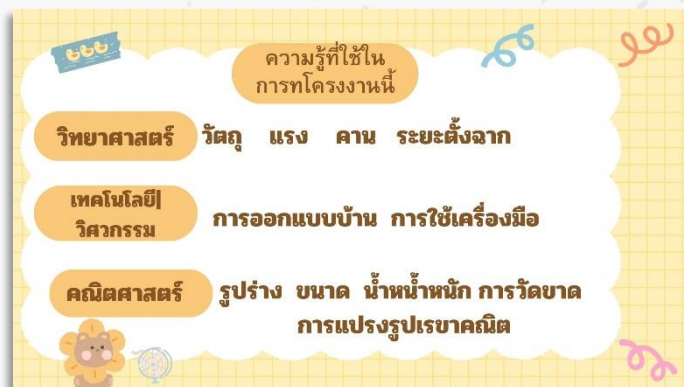 ความรู้ที่ใช้ใน
การทโครงงานนี้
วิทยาศาสตร์ วัตถุ แรง คาน ระยะตั้งฉาก
เทคโนโลยี|
วิศวกรรม
การออกแบบบ้าน การใช้เครื่องมือ
คณิตศาสตร์ รูปร่าง ขนาด น้ำหน้ำหนัก การวัดขาด
การแปรงรูปเรขาคณิต